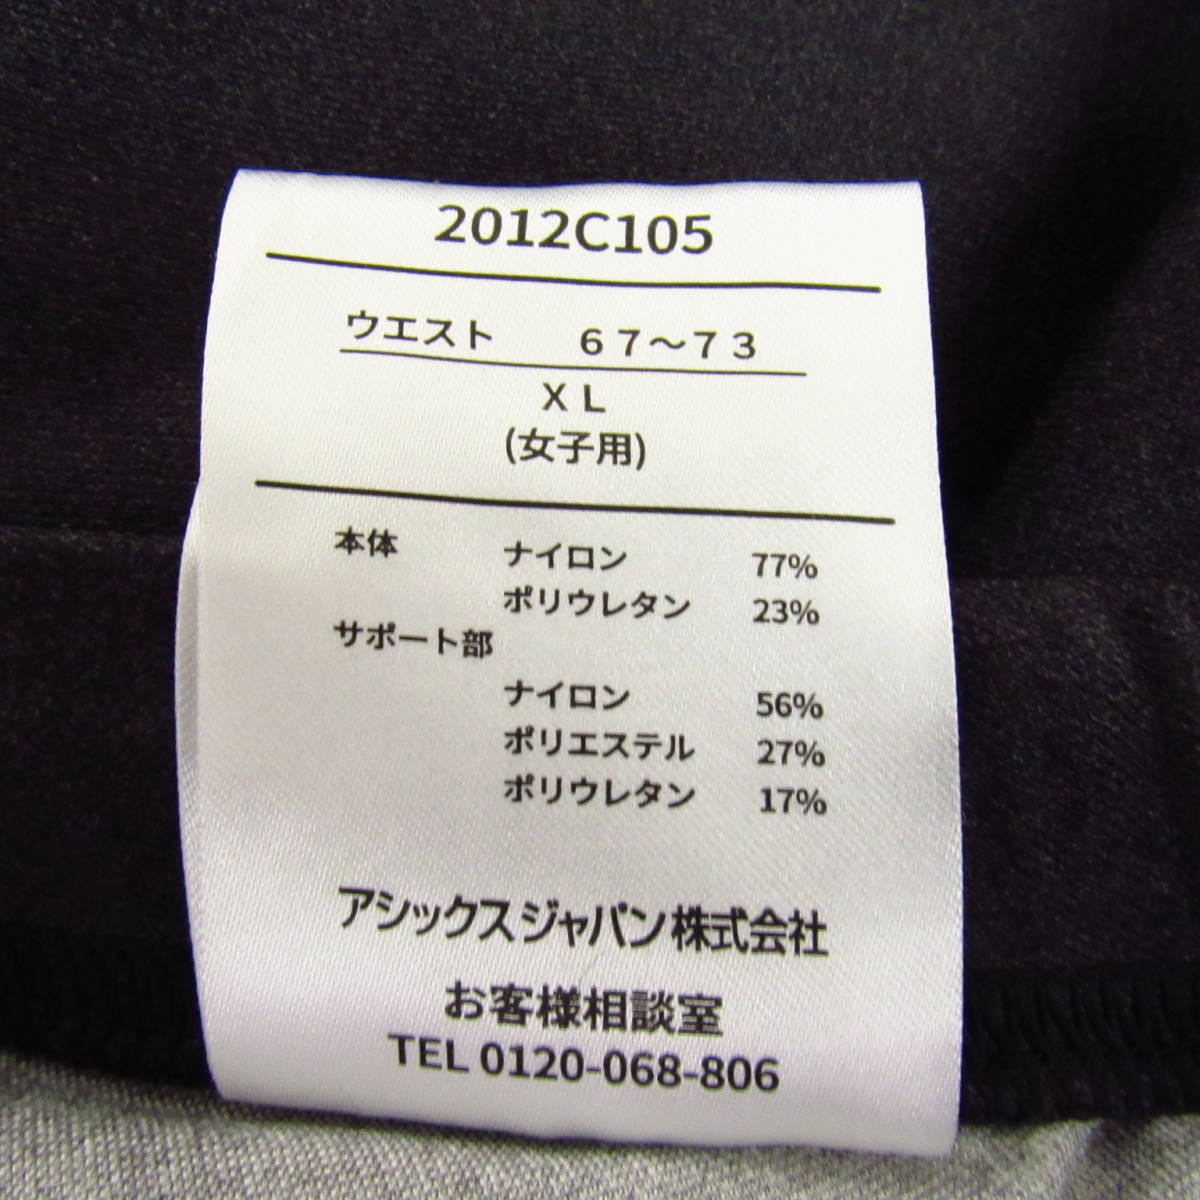 2012C105
ウエスト　６７～７３
ＸＬ
(女子用)
本体 ナイロン 77%
ポリウレタン 23%
サポート部
ナイロン 56%
ポリエステル 27%
ポリウレタン 17%
アシックスジャパン株式会社
お客様相談室
TEL 0120-068-806